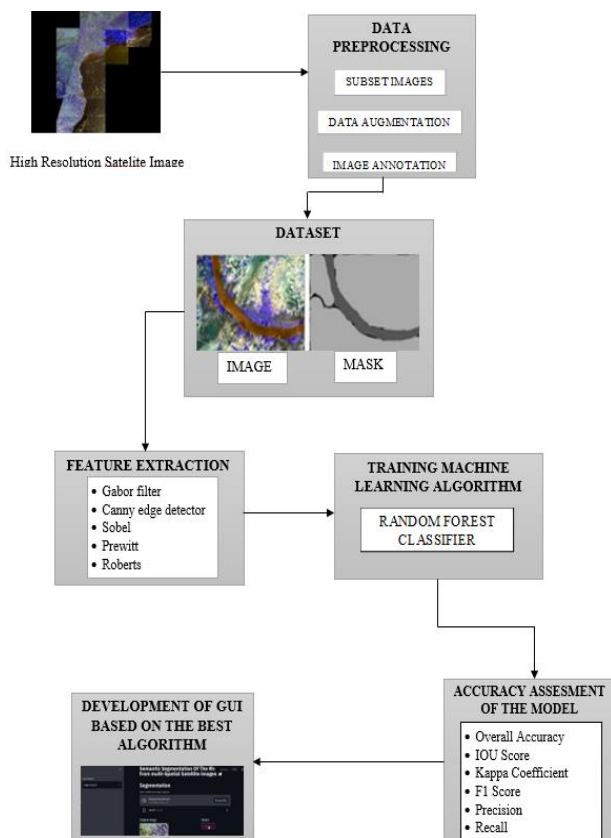 High Resolution Satelite Image
DATA
PREPROCESSING
SUBSET IMAGES
DATA AUGMENTATION
IMAGE ANNOTATION
DATASET
IMAGE
MASK
FEATURE EXTRACTION
• Gabor filter
• Canny edge detector
• Sobel
• Prewitt
• Roberts
TRAINING MACHINE
LEARNING ALGORITHM
RANDOM FOREST
CLASSIFIER
ACCURACY ASSESMENT
OF THE MODEL
• Overall Accuracy
• IOU Score
• Kappa Coefficient
• F1 Score
• Precision
• Recall
DEVELOPMENT OF GUI
BASED ON THE BEST
ALGORITHM
Semantic Segmentation Of The
from multi-Spatial Satellite Images
Segmentation